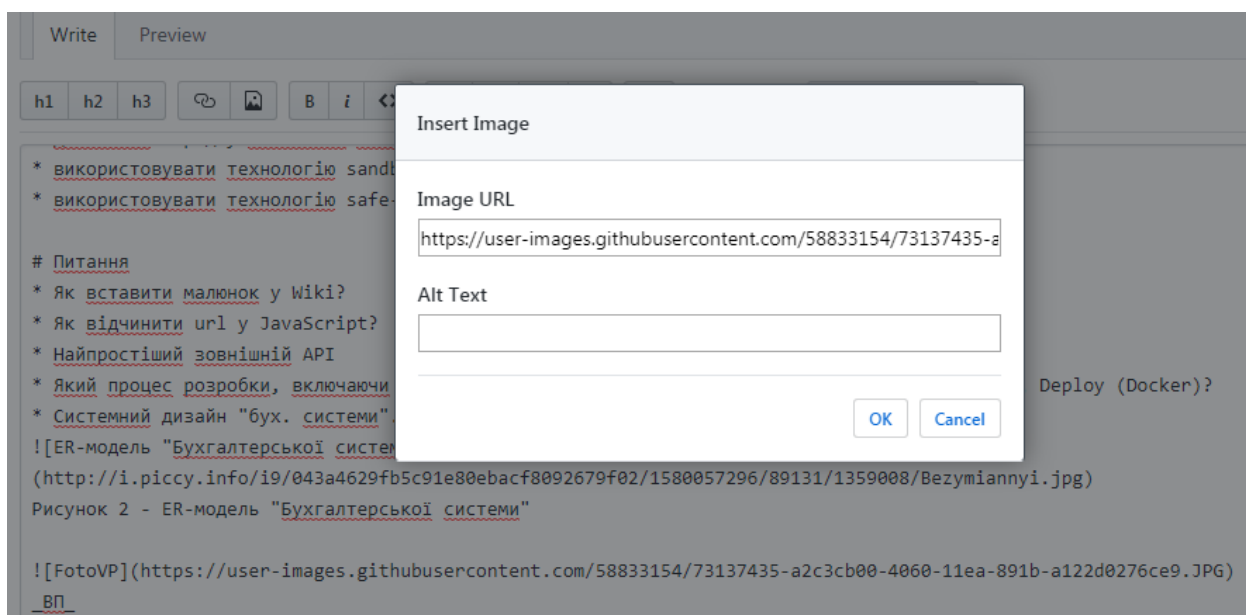 Write Preview
h1 h2 h3 B i <>
Insert Image
* використовувати технологію
* використовувати технологію safe-
Image URL
https://user-images.githubusercontent.com/58833154/73137435-a
# Питання
* Як вставити малюнок у Wiki?
Alt Text
* Як відчинити url у JavaScript?
* Найпростіший зовнішній API
* Який процес розробки, включаючи Deploy (Docker)?
* Системний дизайн "бух. системи".
OK Cancel
![ER-модель "Бухгалтерської систем
(http://i.piccy.info/i9/043a4629fb5c91e80ebacf8092679f02/1580057296/89131/1359008/Bezymiannyi.jpg)
Рисунок 2 - ER-модель "Бухгалтерської системи"
![FotoVP](https://user-images.githubusercontent.com/58833154/73137435-a2c3cb00-4060-11ea-891b-a122d0276ce9.JPG)
_ВП_